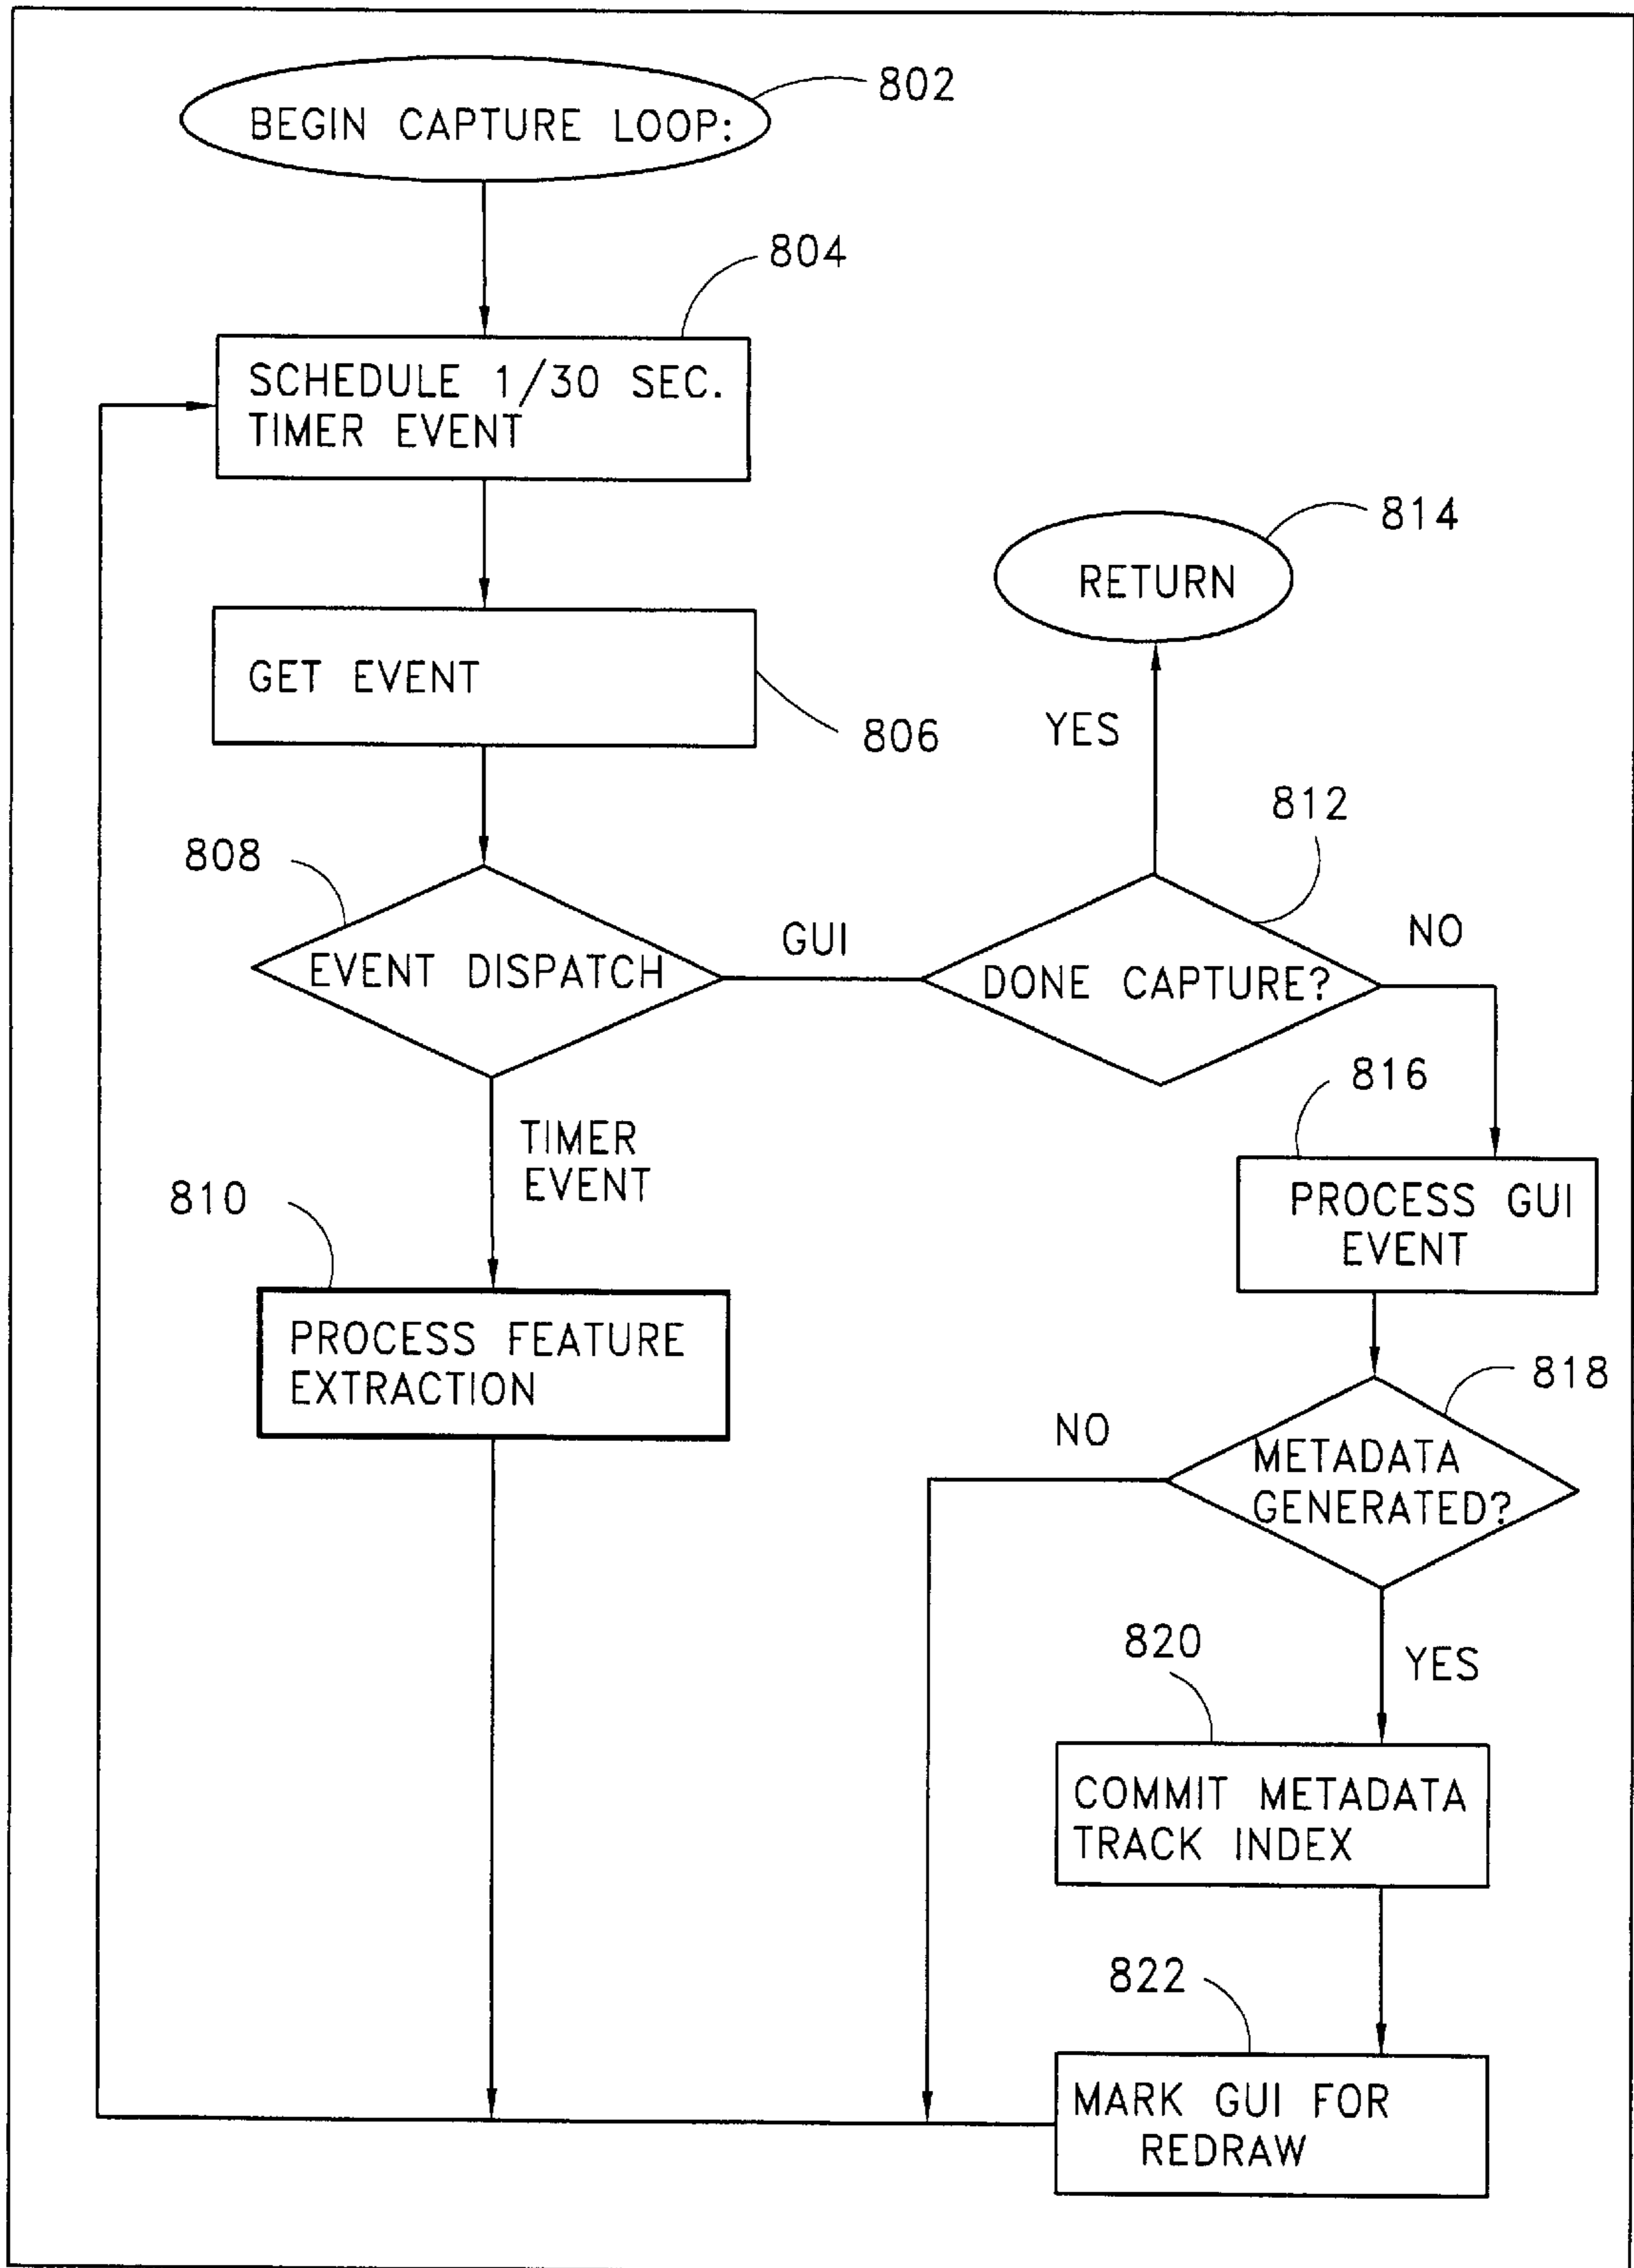 802
BEGIN CAPTURE LOOP:
804
SCHEDULE 1/30 SEC.
TIMER EVENT
814
RETURN
GET EVENT
806
YES
812
808
GUI
NO
EVENT DISPATCH
DONE CAPTURE?
816
TIMER
EVENT
810
PROCESS GUI
EVENT
PROCESS FEATURE
EXTRACTION
818
NO
METADATA
GENERATED?
820
YES
COMMIT METADATA
TRACK INDEX
822
MARK GUI FOR
REDRAW